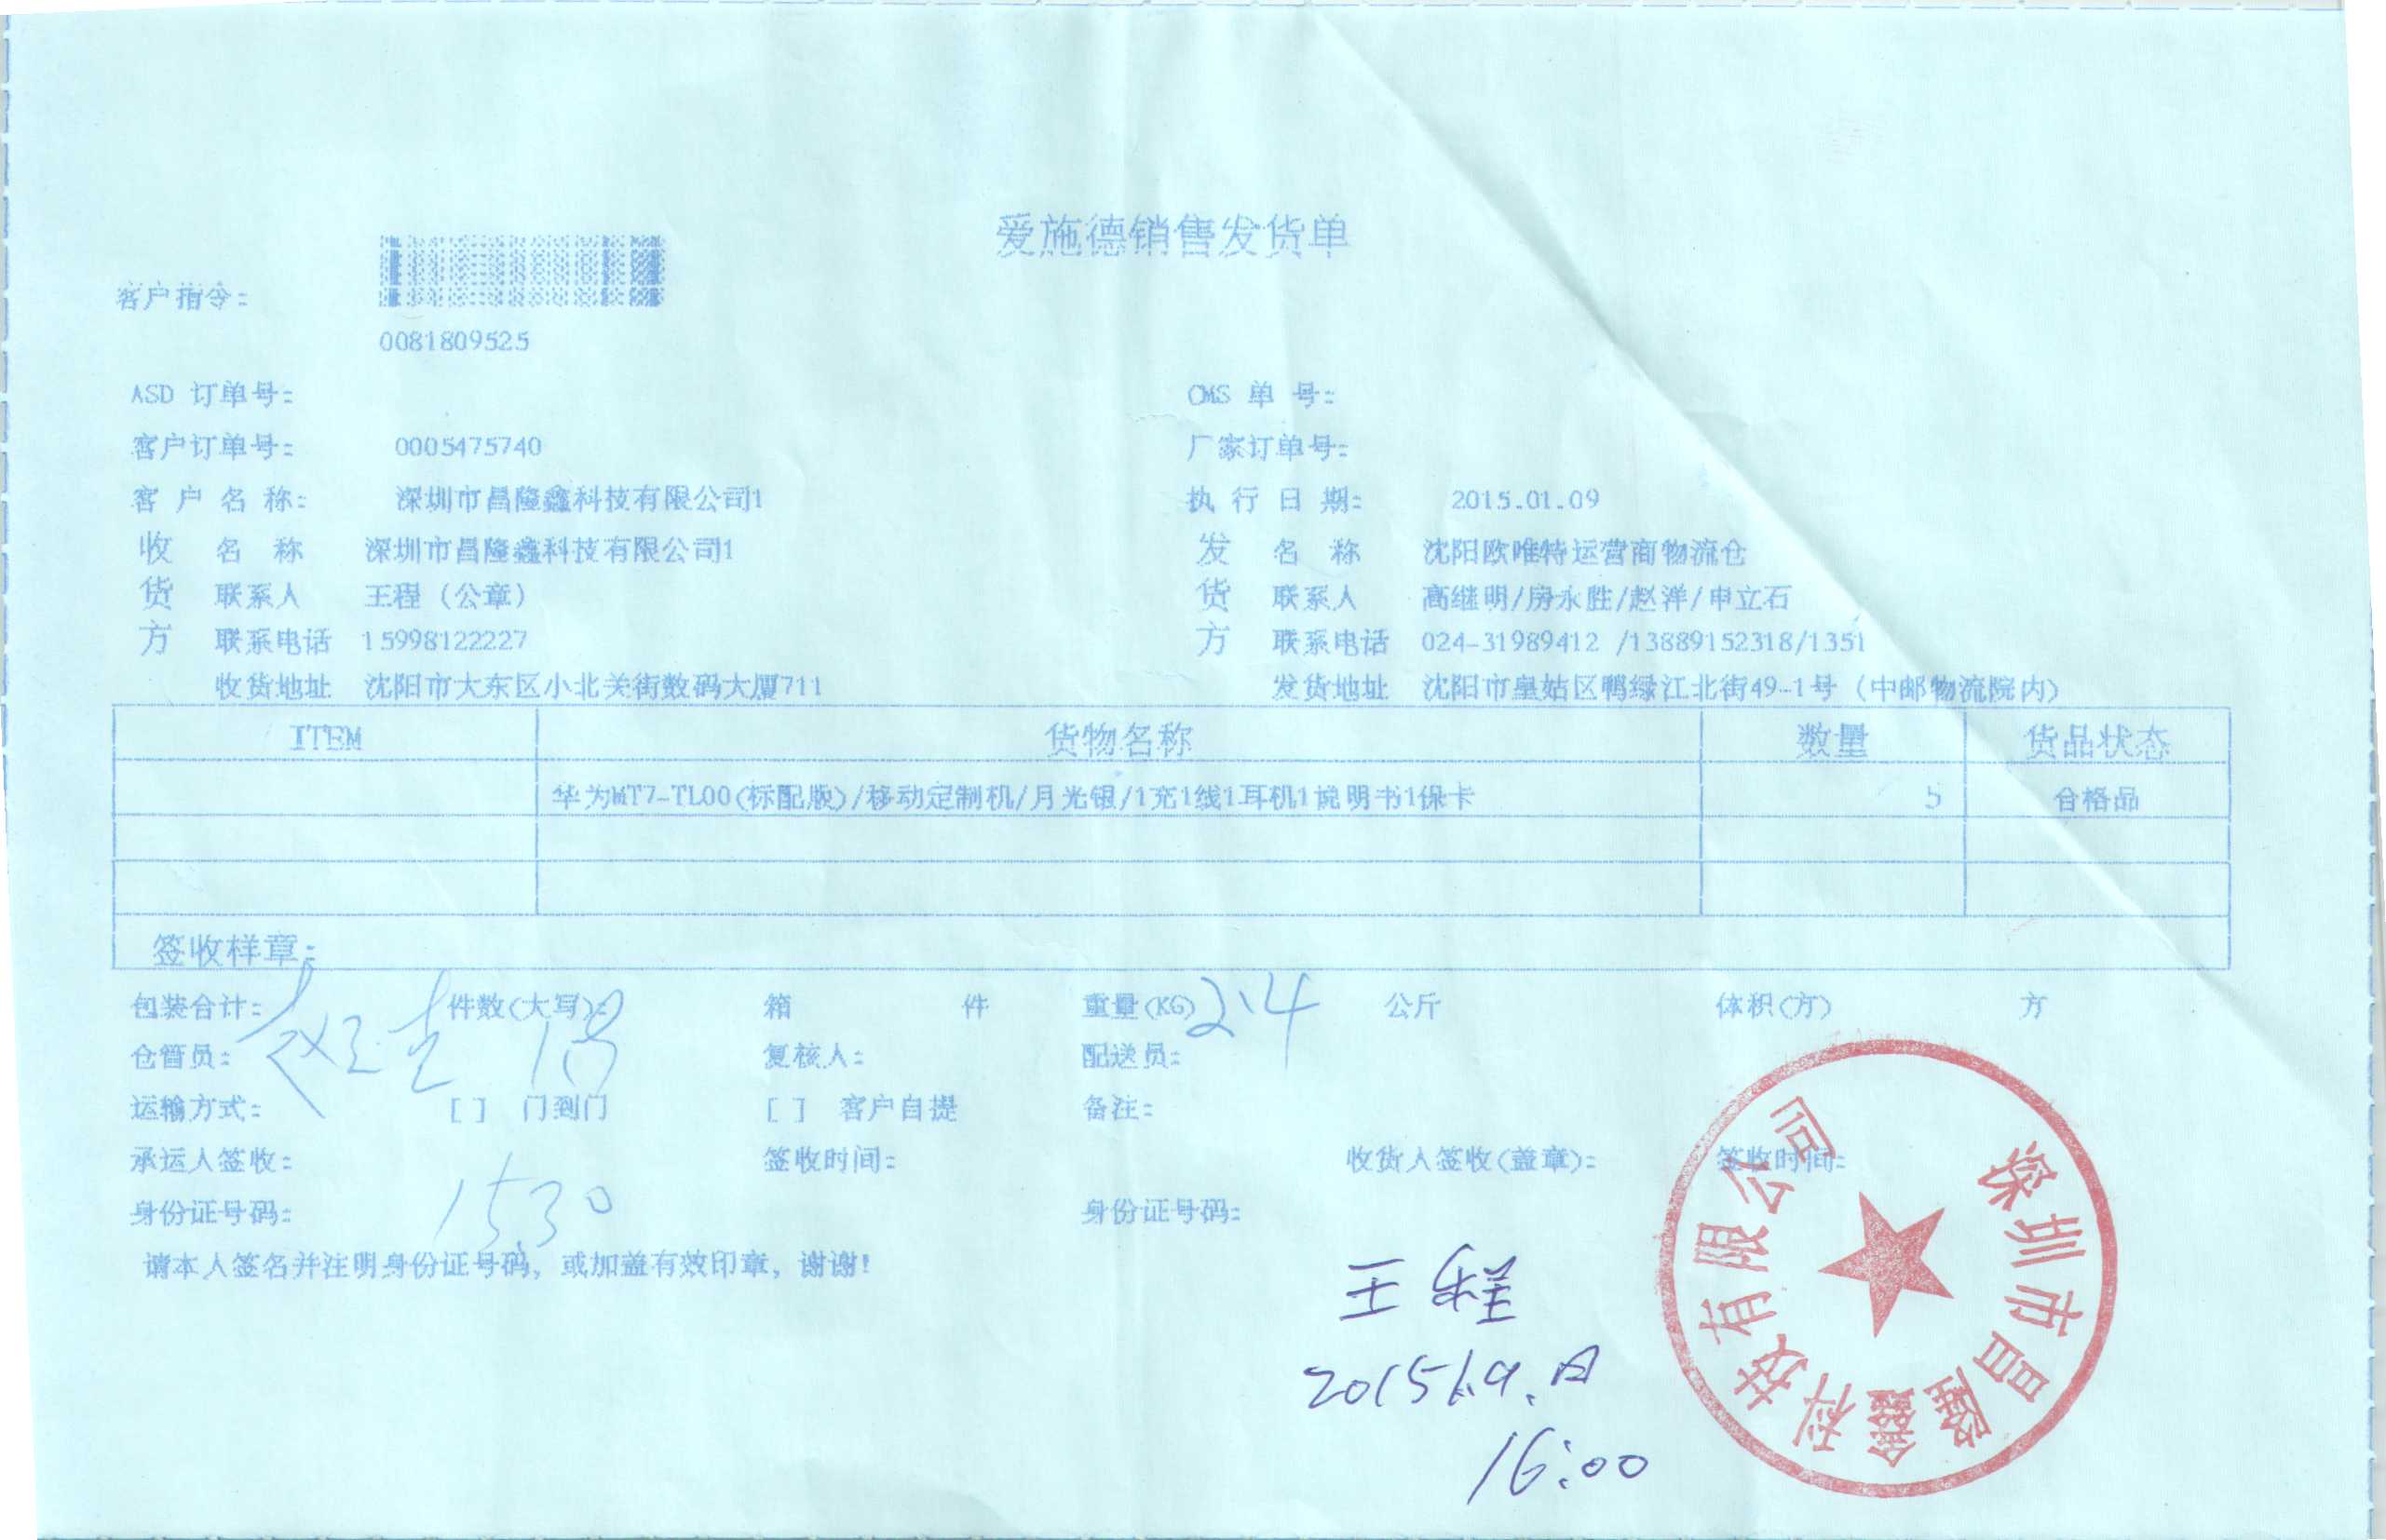 爱施德销售发货单
客户指令:
0081809525
ASD 订单号: OMS 单 号:
客户订单号: 0005475740 厂家订单号:
客 户 名 称: 深圳市昌隆鑫科技有限公司1 执 行 日 期: 2015.01.09
收 名 称 深圳市昌隆鑫科技有限公司1 发 名 称 沈阳欧唯特运营商物流仓
货 联系人 王程（公章） 货 联系人 高继明/房永胜/赵洋/申立石
方 联系电话 15998122227 方 联系电话 024-31989412 /13889152318/1351
收货地址 沈阳市大东区小北关街数码大厦711 发货地址 沈阳市皇姑区鸭绿江北街49-1号（中邮物流院内）
ITEM 货物名称 数量 货品状态
华为MT7-TL00(标配版)/移动定制机/月光银/1充1线1耳机1说明书1保卡 5 合格品
签收样章:
包装合计: 件数(大写): 箱 件 重量(KG) 2.4 公斤 体积(方) 方
仓管员: 复核人: 配送员:
运输方式: [ ] 门到门 [ ] 客户自提 备注:
承运人签收: 签收时间: 收货人签收(盖章): 签收时间:
15.30
身份证号码: 身份证号码:
请本人签名并注明身份证号码, 或加盖有效印章, 谢谢!
王程
2015.1.9.日
16:00
深圳市昌隆鑫科技有限公司